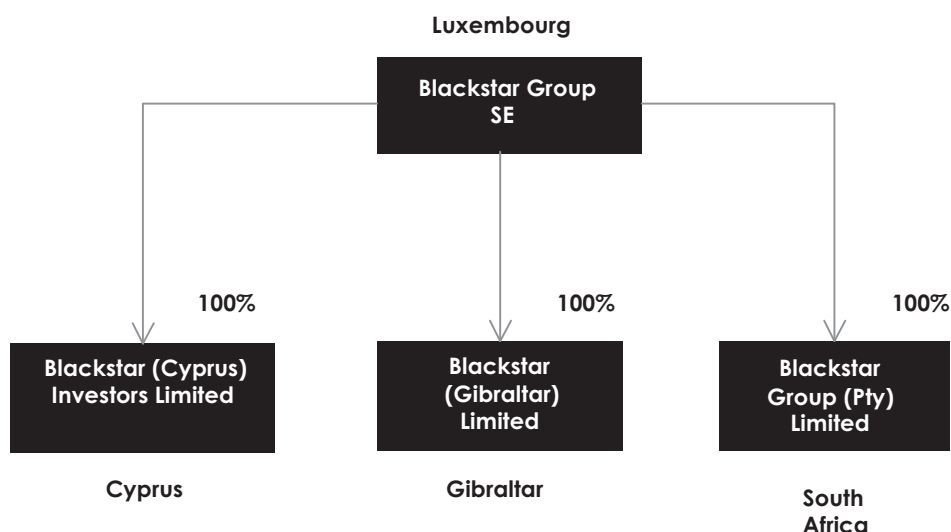 Luxembourg
Blackstar Group
SE
100%
100%
100%
Blackstar (Cyprus)
Investors Limited
Blackstar
(Gibraltar)
Limited
Blackstar
Group (Pty)
Limited
Cyprus
Gibraltar
South
Africa